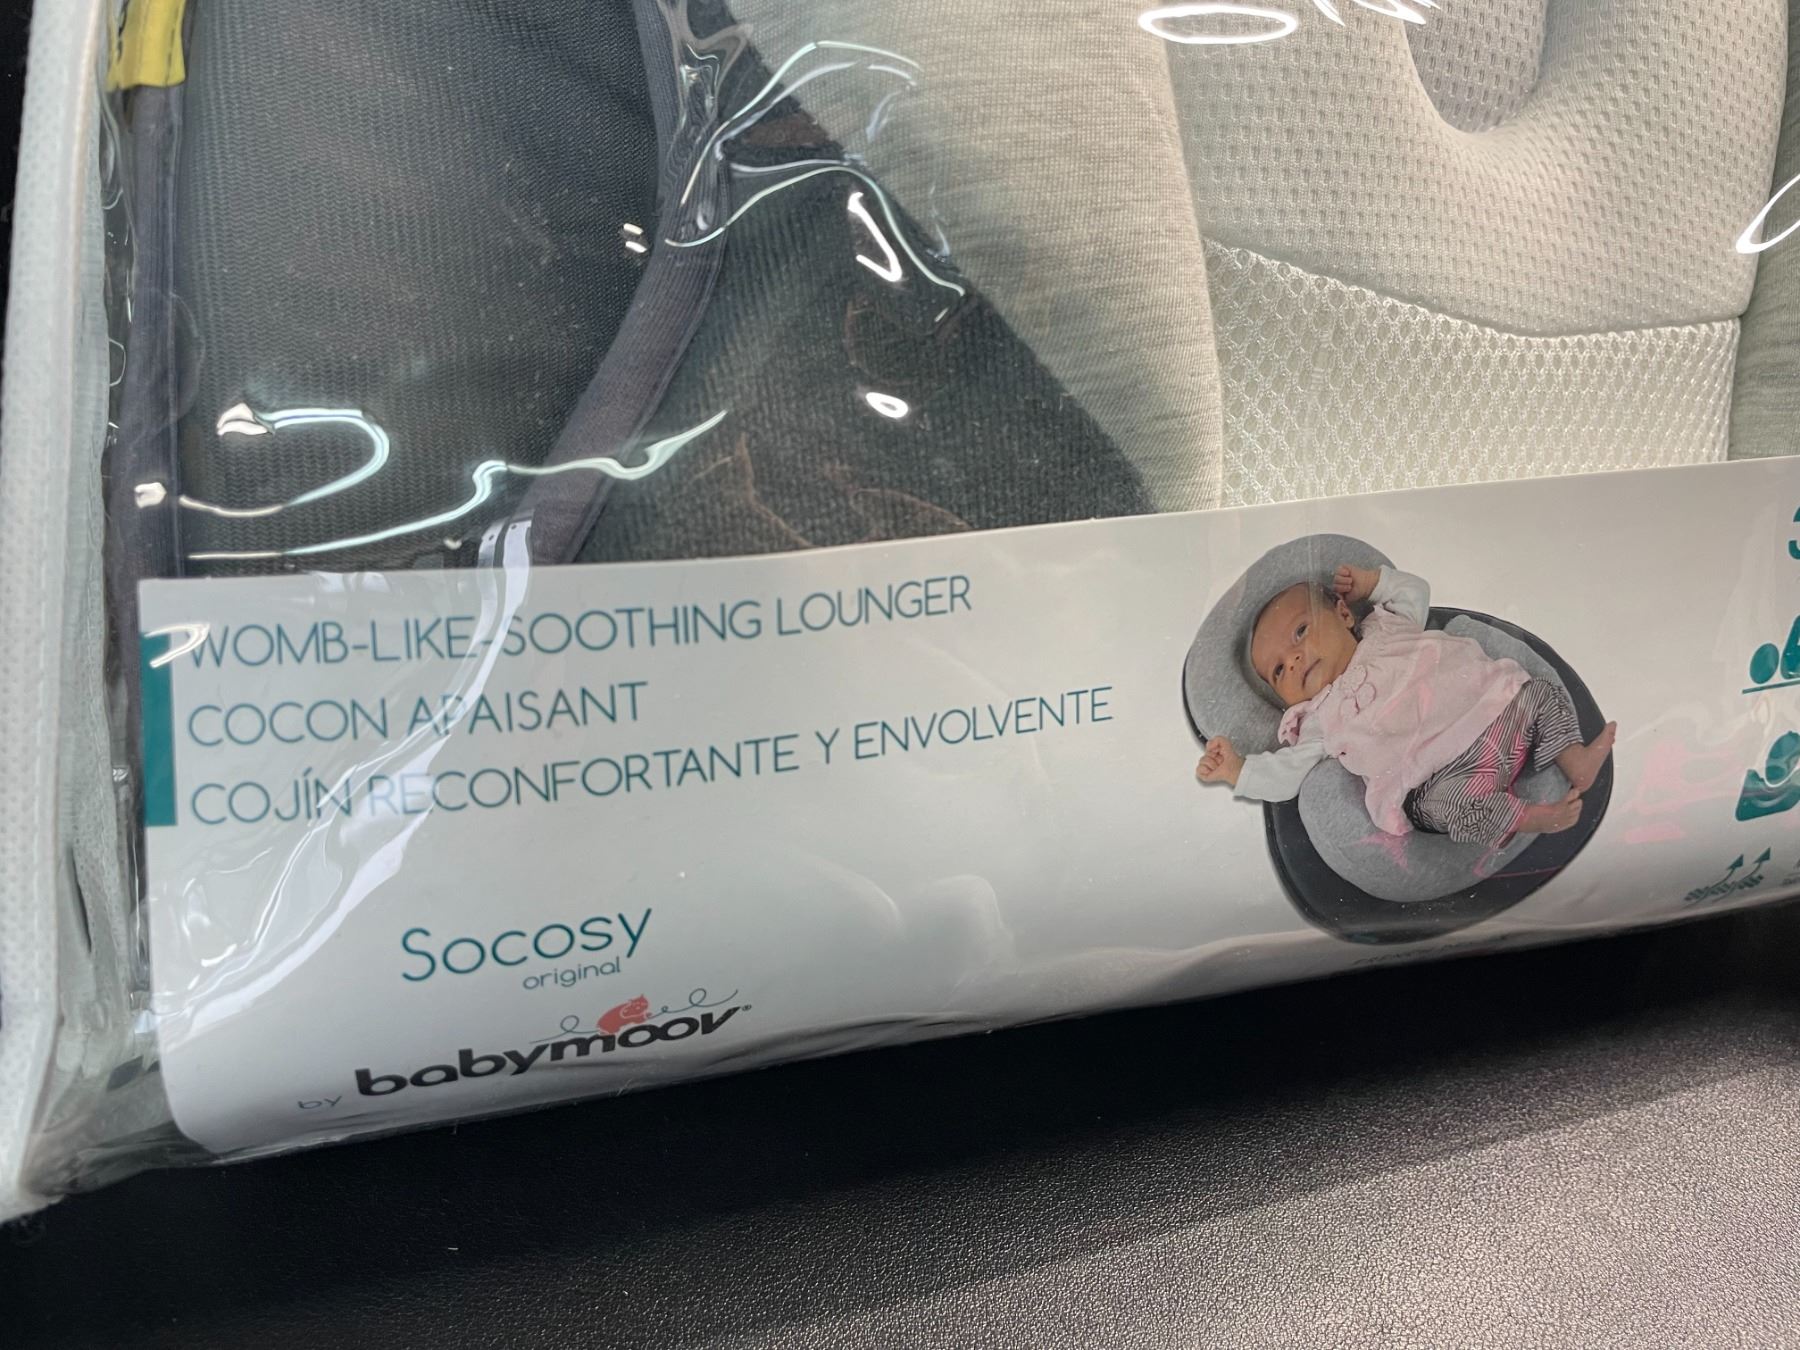 WOMB-LIKE-SOOTHING LOUNGER
COCON APAISANT
COJÍN RECONFORTANTE Y ENVOLVENTE
Socosy
original
by babymoov®